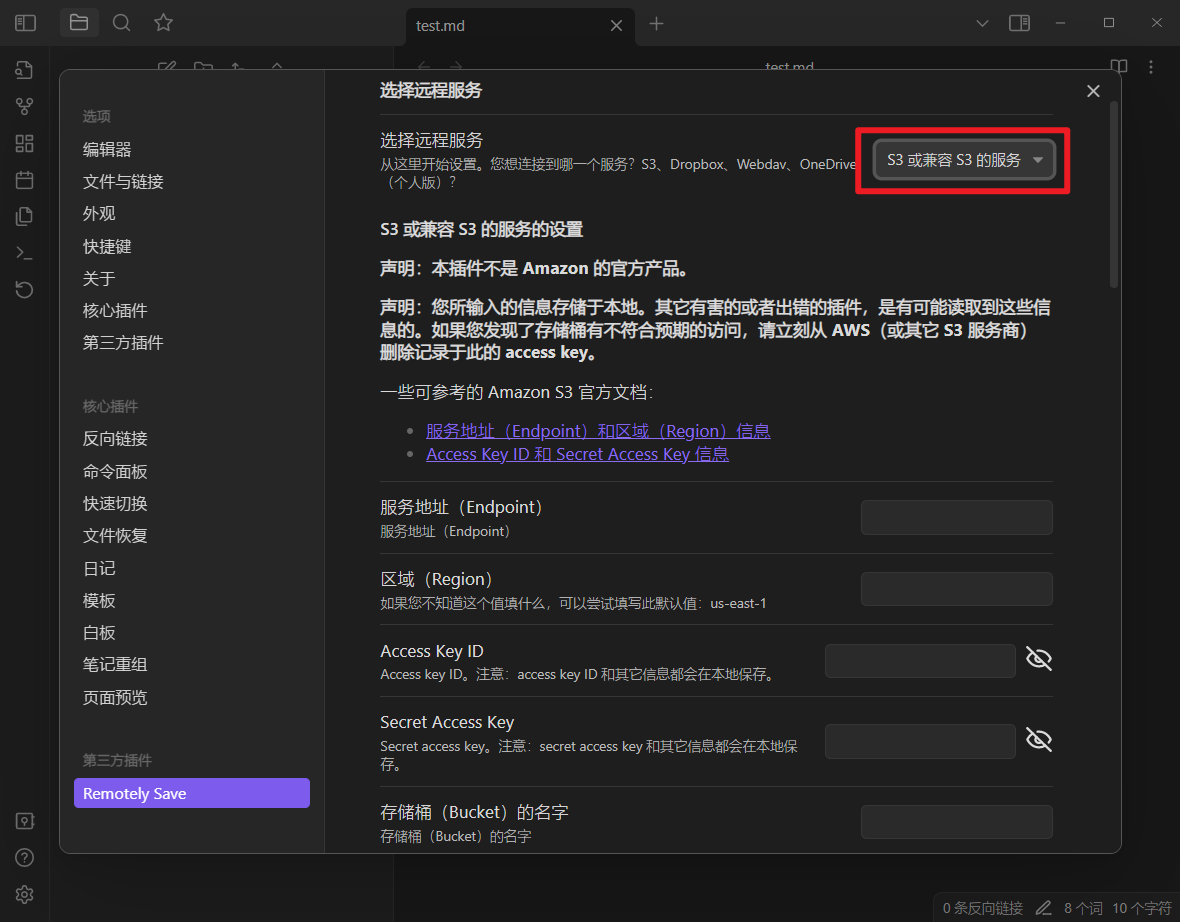 test.md
test.md
选项
编辑器
文件与链接
外观
快捷键
关于
核心插件
第三方插件
核心插件
反向链接
命令面板
快速切换
文件恢复
日记
模板
白板
笔记重组
页面预览
第三方插件
Remotely Save
选择远程服务
选择远程服务
从这里开始设置。您想连接到哪一个服务？S3、Dropbox、Webdav、OneDrive
（个人版）？
S3 或兼容 S3 的服务
S3 或兼容 S3 的服务的设置
声明：本插件不是 Amazon 的官方产品。
声明：您所输入的信息存储于本地。其它有害的或者出错的插件，是有可能读取到这些信
息的。如果您发现了存储桶有不符合预期的访问，请立刻从 AWS（或其它 S3 服务商）
删除记录于此的 access key。
一些可参考的 Amazon S3 官方文档：
服务地址（Endpoint）和区域（Region）信息
Access Key ID 和 Secret Access Key 信息
服务地址（Endpoint）
服务地址（Endpoint）
区域（Region）
如果您不知道这个值填什么，可以尝试填写此默认值：us-east-1
Access Key ID
Access key ID。注意：access key ID 和其它信息都会在本地保存。
Secret Access Key
Secret access key。注意：secret access key 和其它信息都会在本地保
存。
存储桶（Bucket）的名字
存储桶（Bucket）的名字
0 条反向链接 8 个词 10 个字符